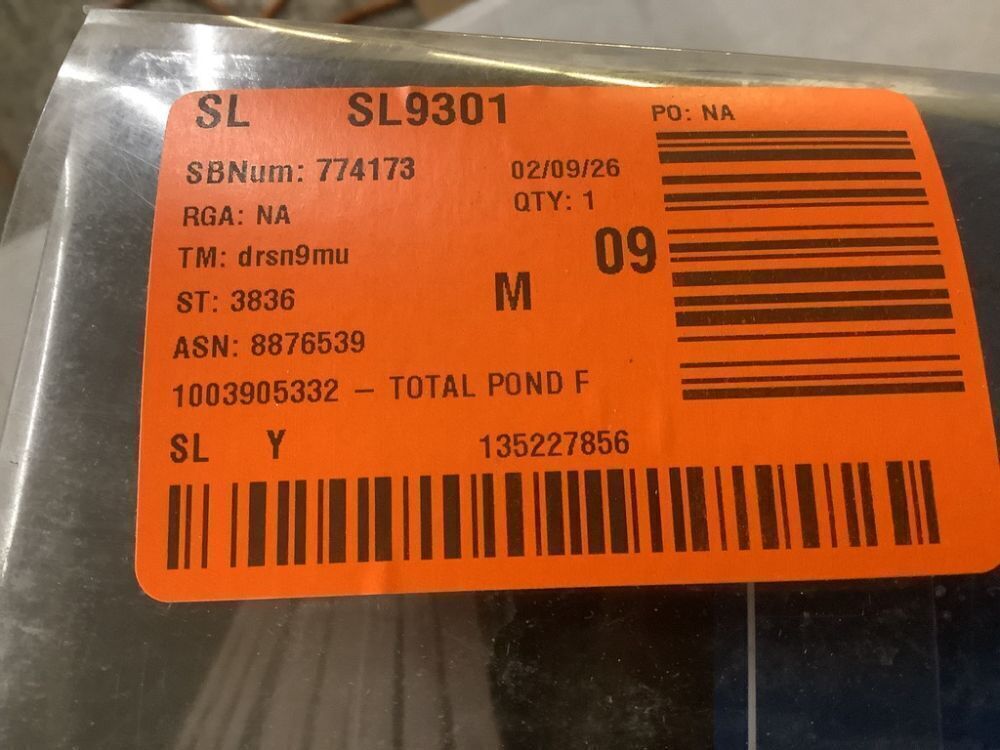 SL SL9301 PO: NA
SBNum: 774173 02/09/26
RGA: NA QTY: 1
TM: drsn9mu 09
ST: 3836 M
ASN: 8876539
1003905332 – TOTAL POND F
SL Y 135227856